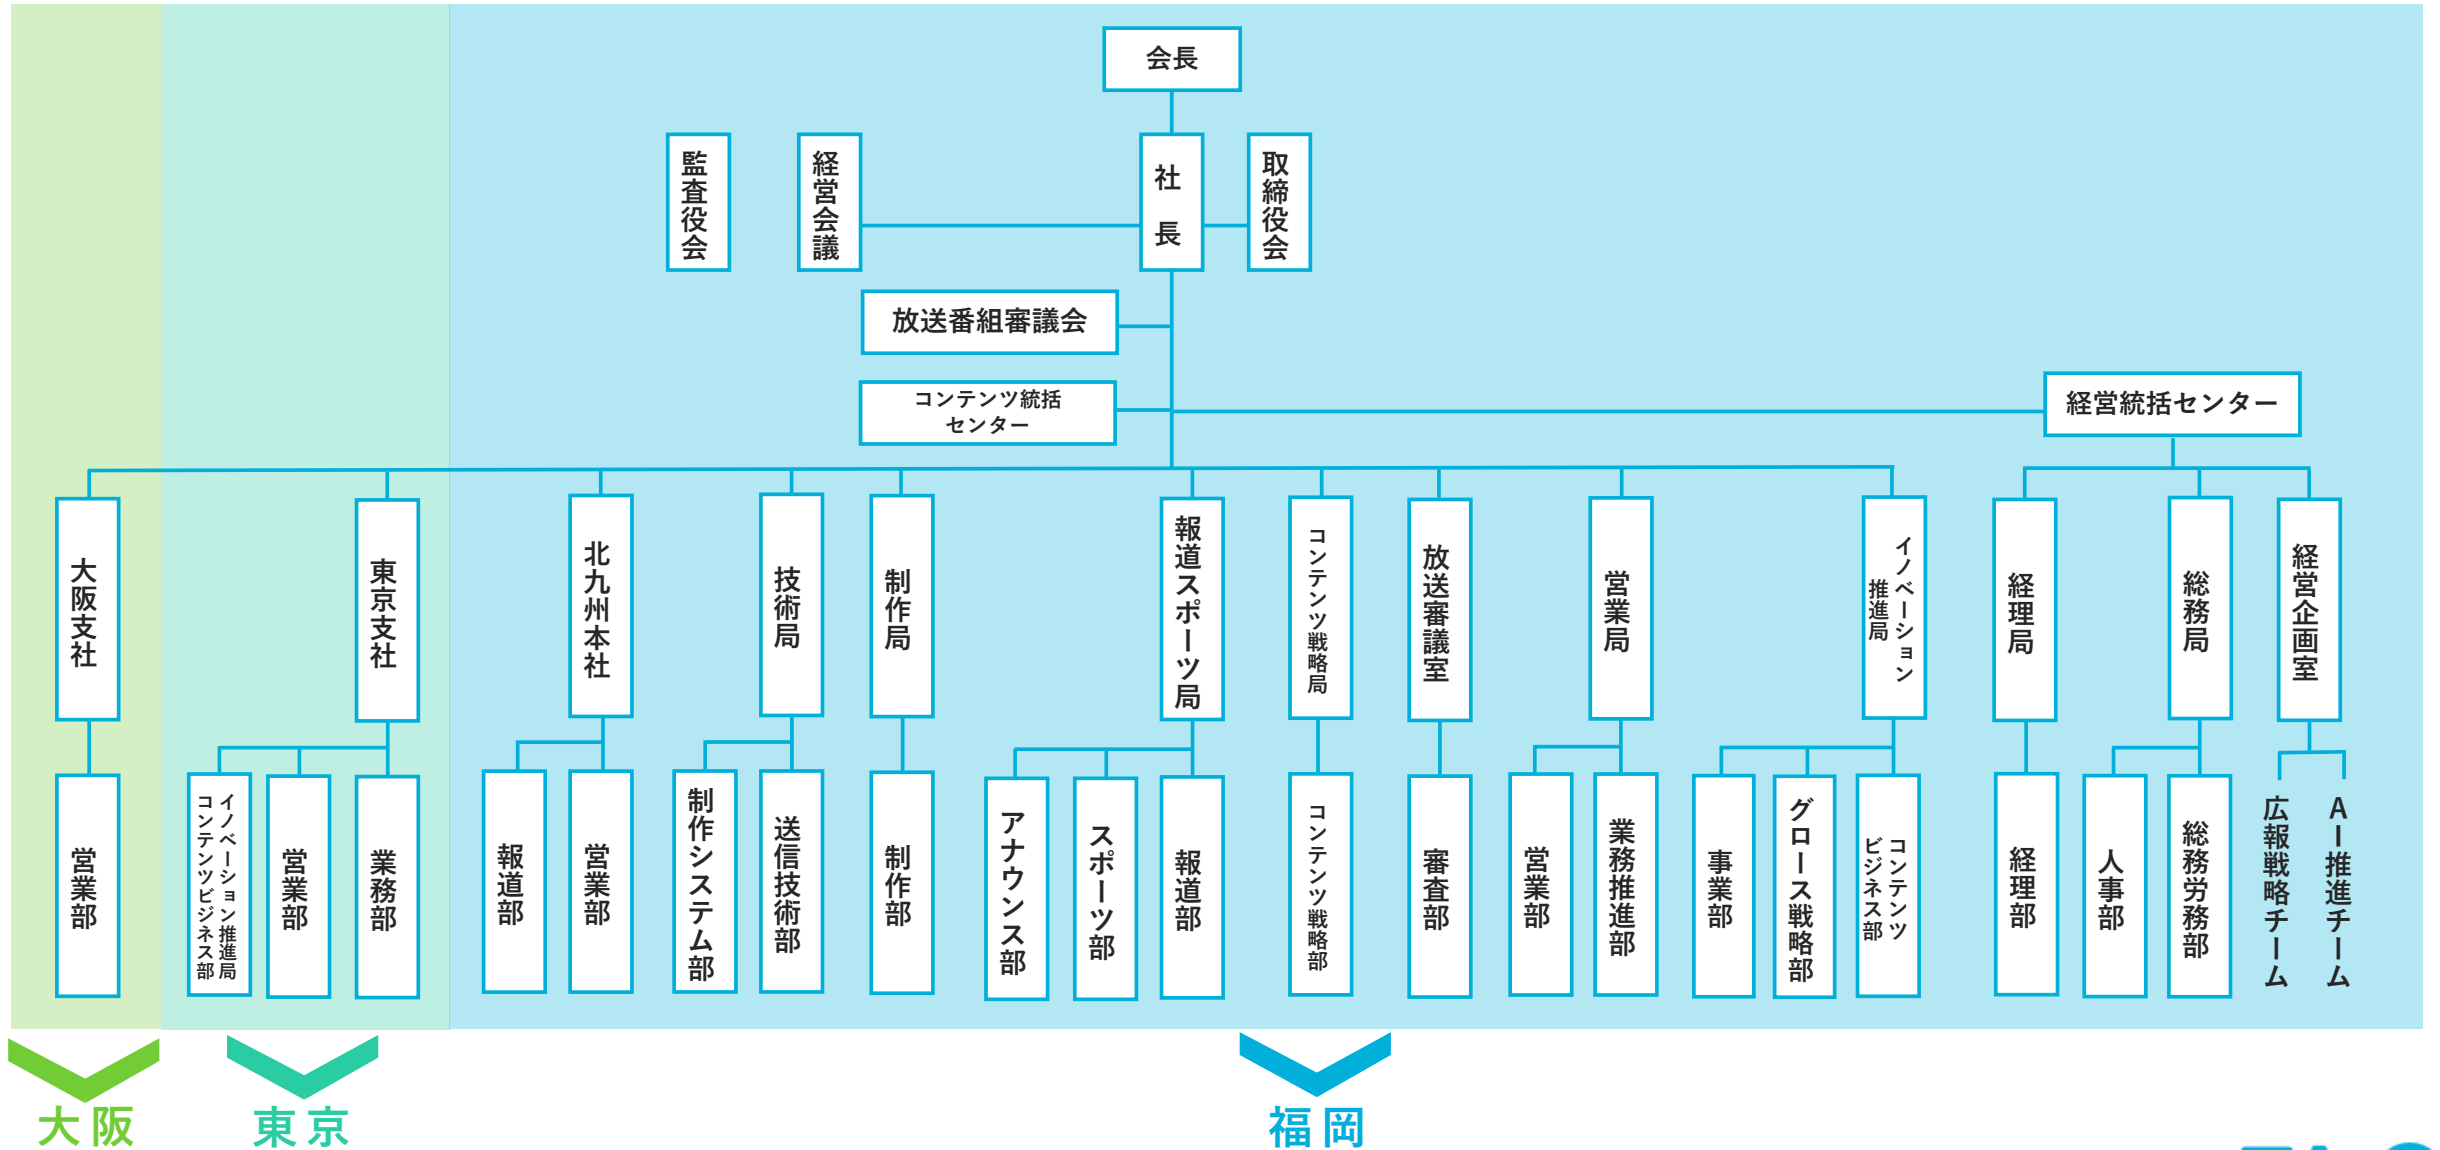 会長
監査役会
経営会議
社長
取締役会
放送番組審議会
コンテンツ統括
センター
経営統括センター
大阪支社
東京支社
北九州本社
技術局
制作局
報道スポーツ局
コンテンツ戦略局
放送審議室
営業局
イノベーション
推進局
経理局
総務局
経営企画室
営業部
イノベーション推進局
コンテンツビジネス部
営業部
業務部
報道部
営業部
制作システム部
送信技術部
制作部
アナウンス部
スポーツ部
報道部
コンテンツ戦略部
審査部
営業部
業務推進部
事業部
グロース戦略部
コンテンツ
ビジネス部
経理部
人事部
総務労務部
広報戦略チーム
AI推進チーム
大阪
東京
福岡